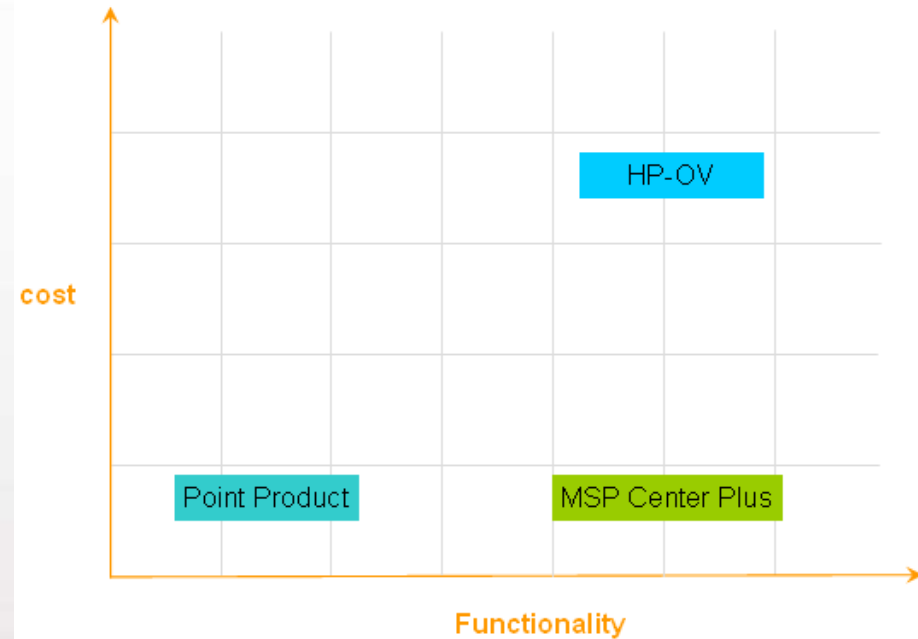 HP-OV
cost
Point Product
MSP Center Plus
Functionality